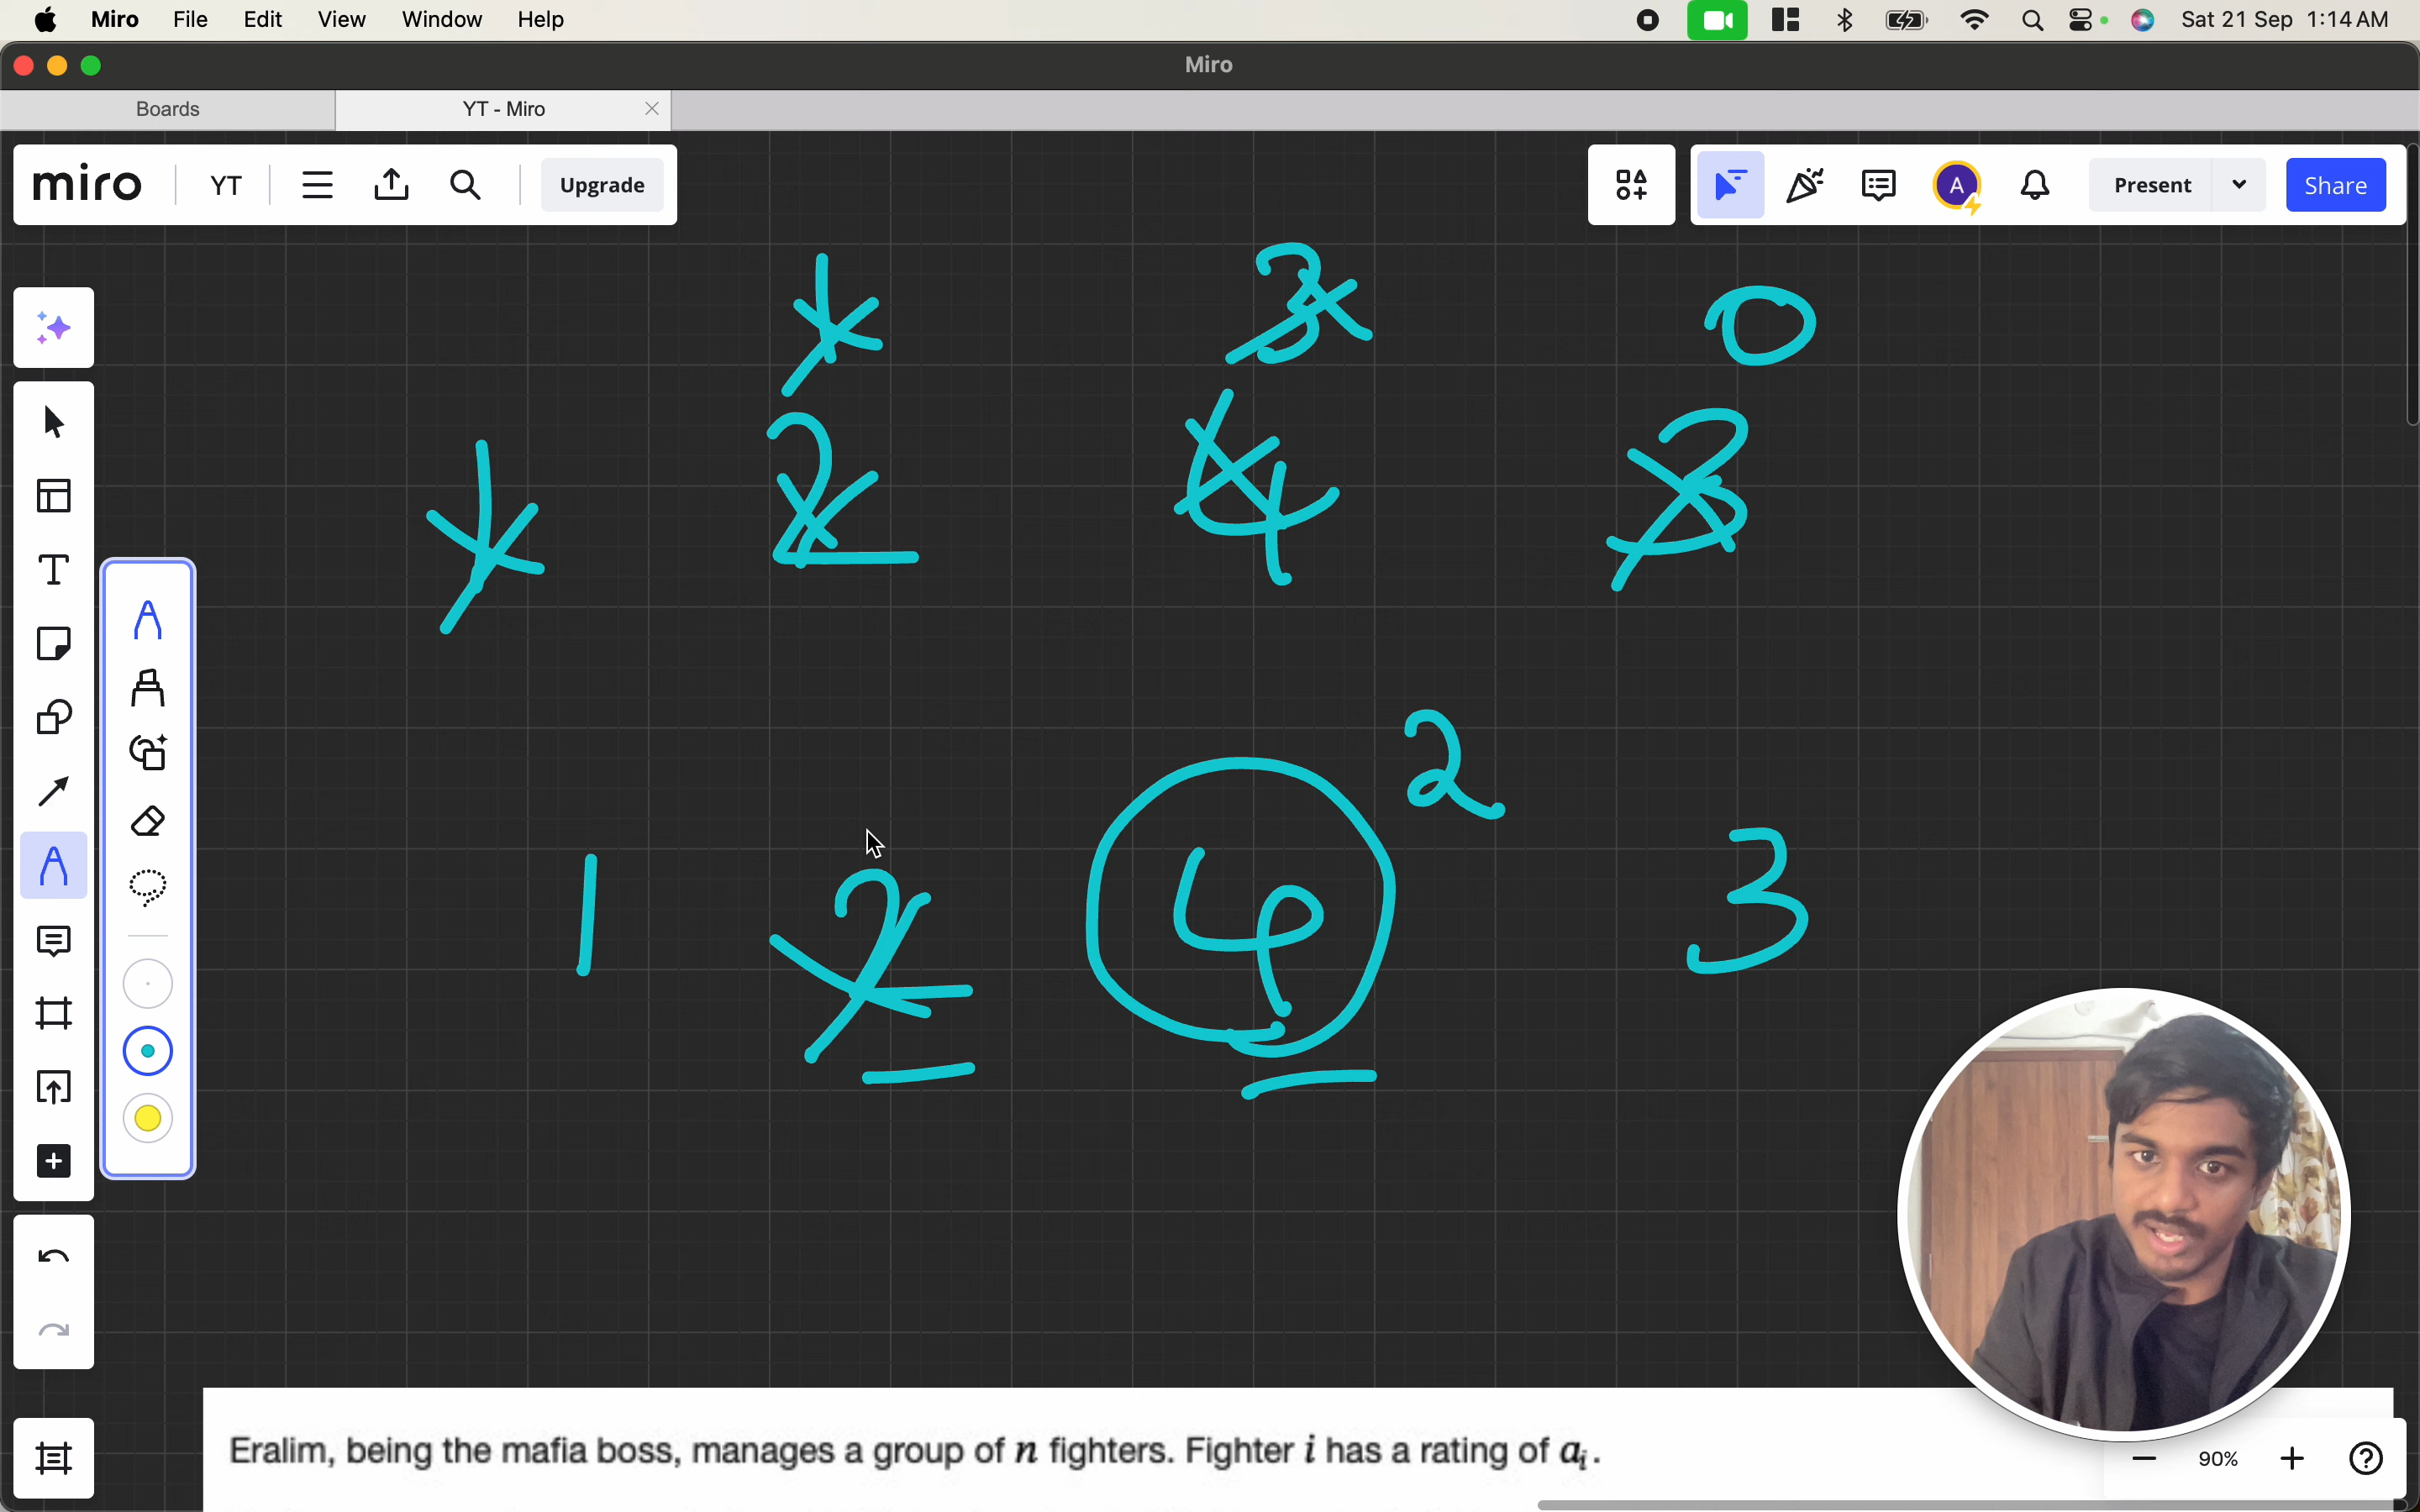 Miro File Edit View Window Help Sat 21 Sep 1:14 AM
Miro
Boards YT - Miro
miro YT Upgrade Present Share
A
3 0
2 4 3
2
1 2 4 3
Eralim, being the mafia boss, manages a group of n fighters. Fighter i has a rating of aᵢ.
90%